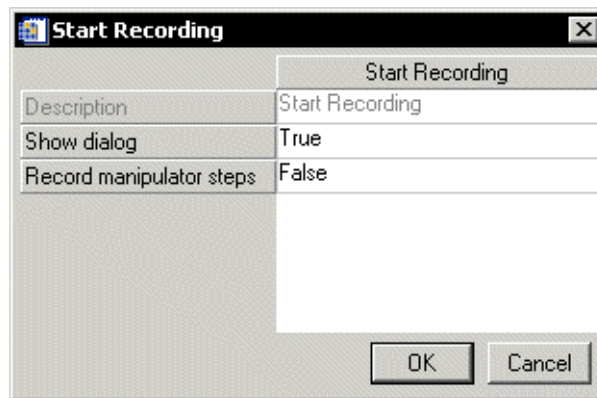 Start Recording
Start Recording
Description Start Recording
Show dialog True
Record manipulator steps False
OK Cancel